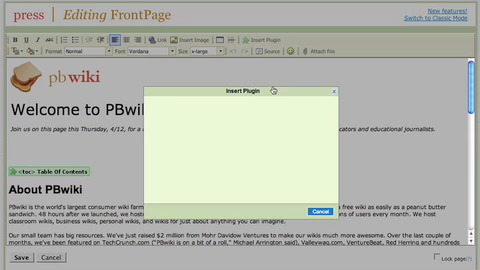 press | Editing FrontPage
New features!
Switch to Classic Mode
B I U ABC Link Insert Image Insert Plugin
Format Normal Font Verdana Size x-large Source Attach file
pbwiki
Welcome to PBwi
Join us on this page this Thursday, 4/12, for a cators and educational journalists.
Insert Plugin
Cancel
<toc> Table Of Contents
About PBwiki
PBwiki is the world's largest consumer wiki farm a free wiki as easily as a peanut butter
sandwich. 48 hours after we launched, we hosted ons of users every month. We host
classroom wikis, business wikis, personal wikis, and wikis for just about anything you can imagine.
Our small team has big resources. We've just raised $2 million from Mohr Davidow Ventures to make our wikis much more awesome. Over the last couple of
months, we've been featured on TechCrunch.com ("PBwiki is on a bit of a roll," Michael Arrington said), Valleywag.com, VentureBeat, Red Herring and hundreds
Save Cancel Lock page